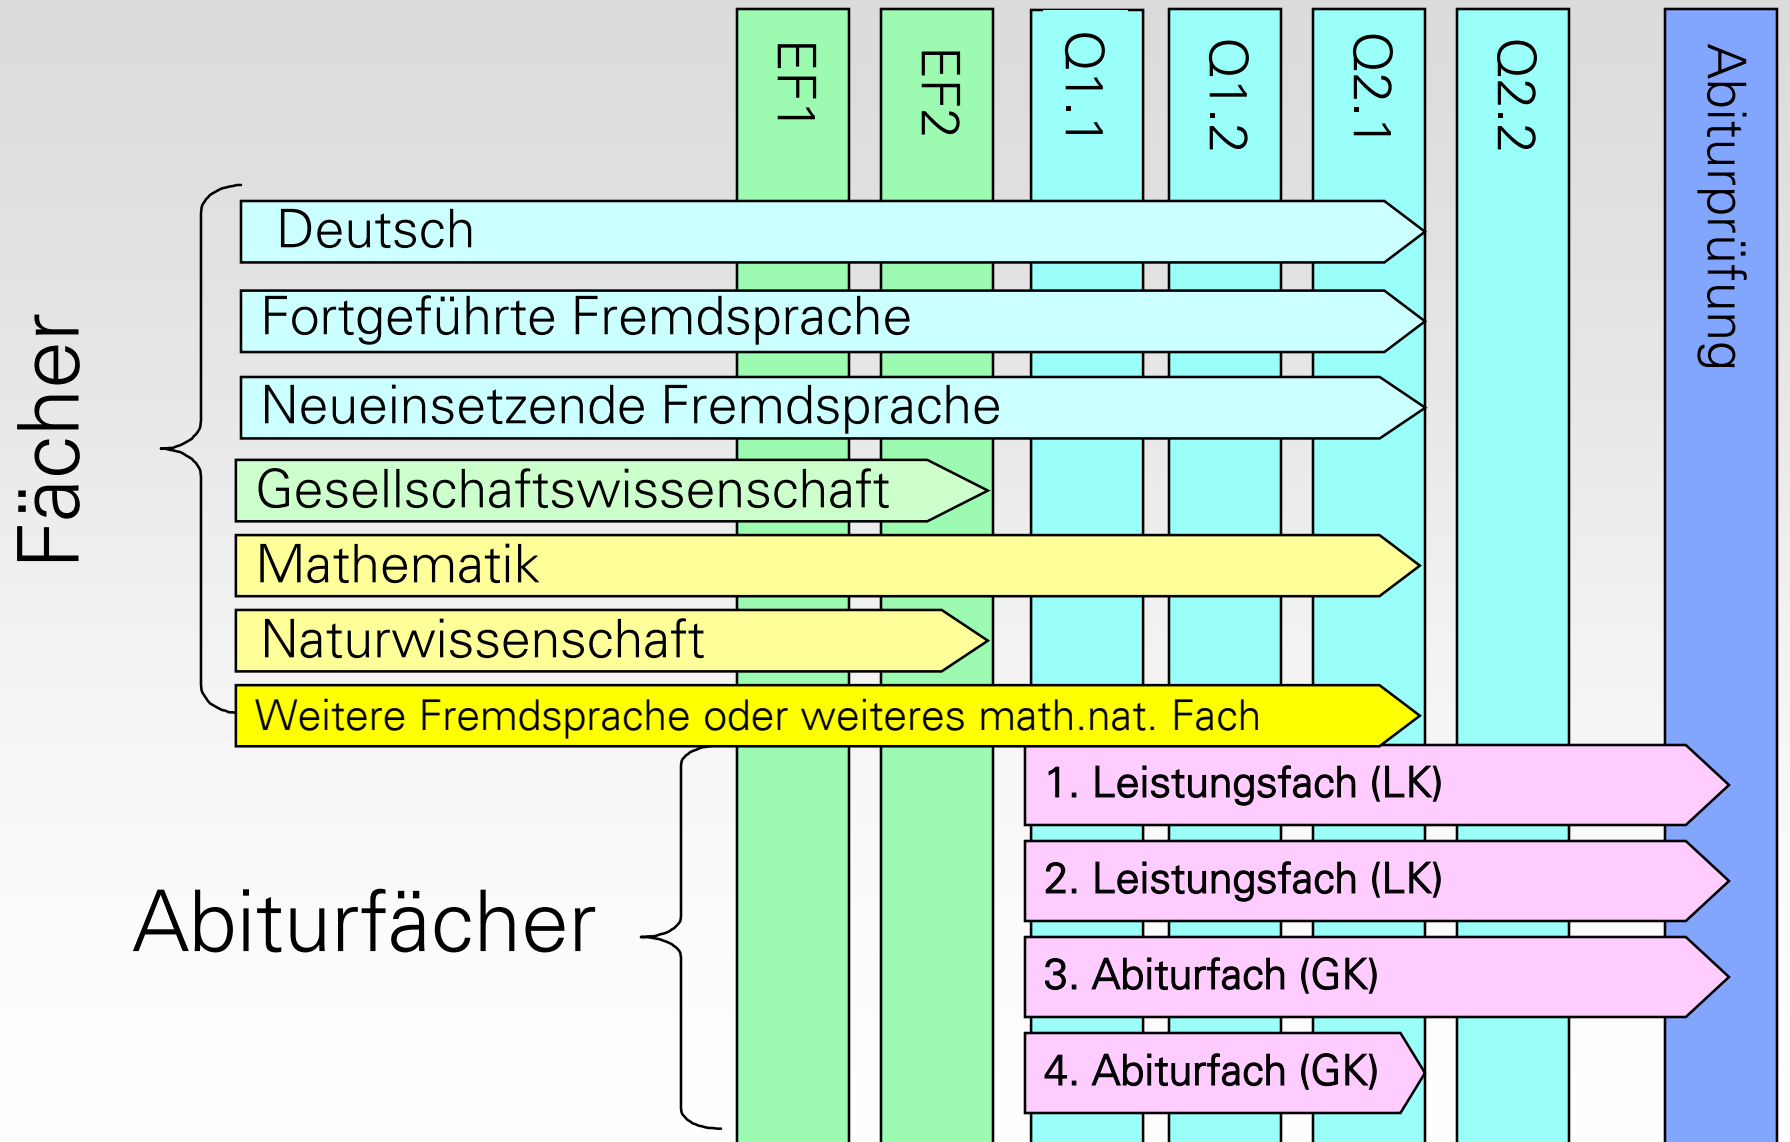 EF1
EF2
Q1.1
Q1.2
Q2.1
Q2.2
Abiturprüfung
Fächer
Deutsch
Fortgeführte Fremdsprache
Neueinsetzende Fremdsprache
Gesellschaftswissenschaft
Mathematik
Naturwissenschaft
Weitere Fremdsprache oder weiteres math.nat. Fach
Abiturfächer
1. Leistungsfach (LK)
2. Leistungsfach (LK)
3. Abiturfach (GK)
4. Abiturfach (GK)